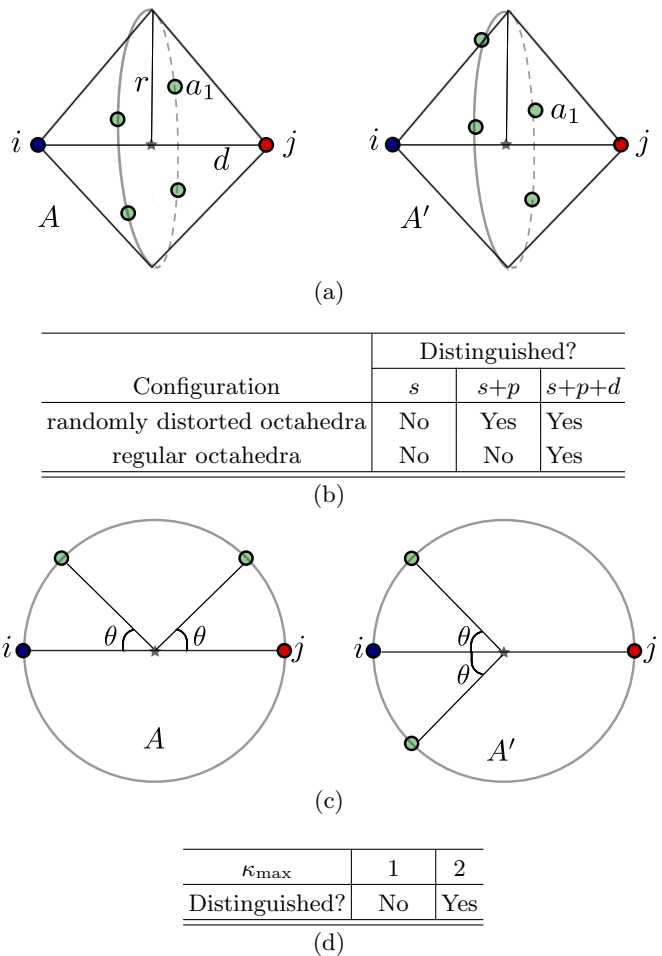 r a₁
i j
d
A
a₁
i j
A′
(a)
Distinguished?
Configuration s s+p s+p+d
randomly distorted octahedra No Yes Yes
regular octahedra No No Yes
(b)
θ θ
i j
A
θ
i j
θ
A′
(c)
κmax 1 2
Distinguished? No Yes
(d)